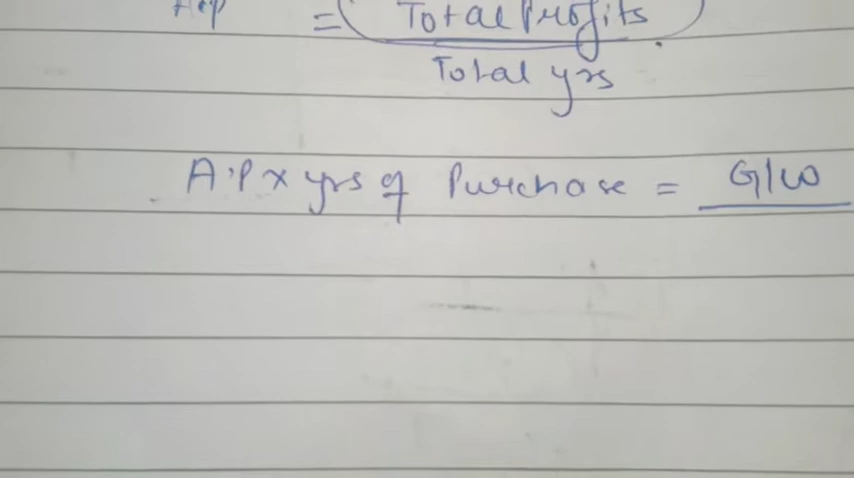 = Total Profits
Total yrs
A.P x yrs of Purchase = G/W